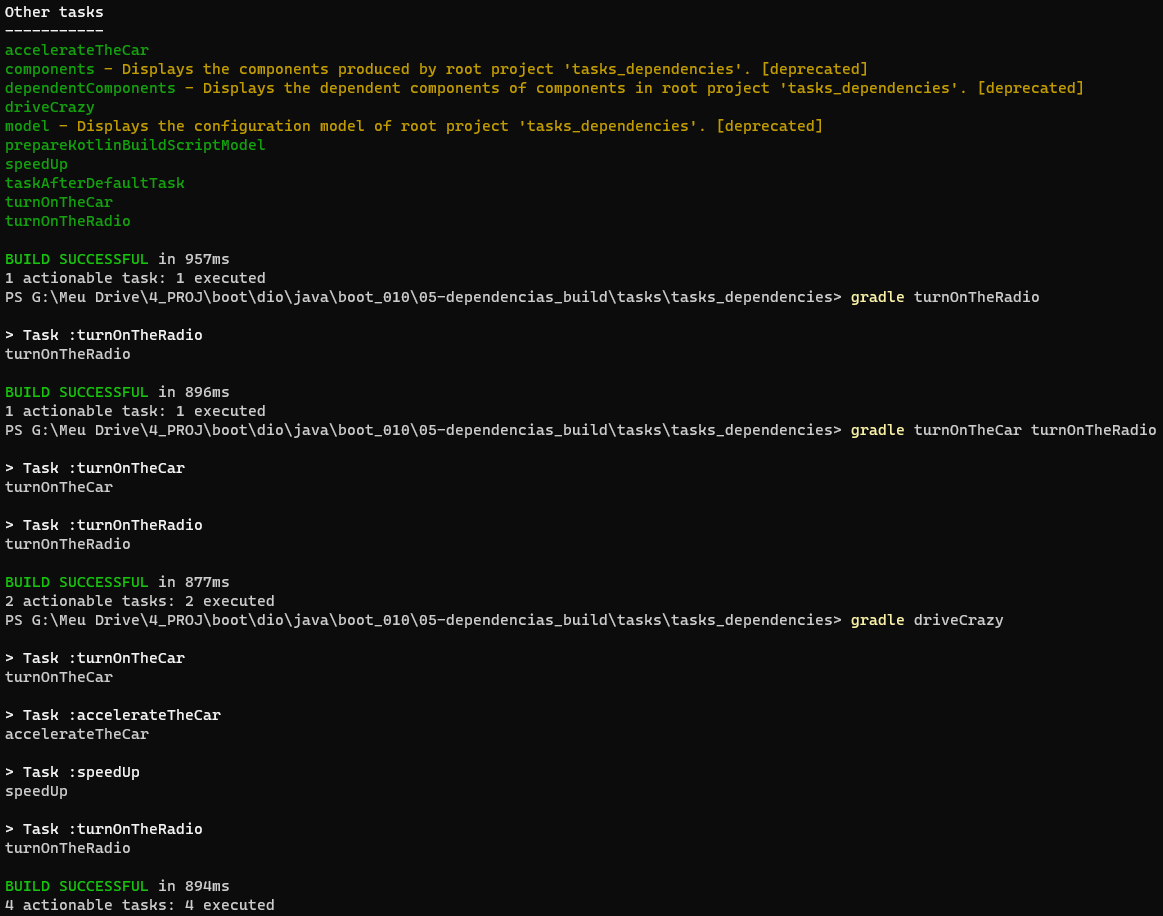 Other tasks
-----------
accelerateTheCar
components - Displays the components produced by root project 'tasks_dependencies'. [deprecated]
dependentComponents - Displays the dependent components of components in root project 'tasks_dependencies'. [deprecated]
driveCrazy
model - Displays the configuration model of root project 'tasks_dependencies'. [deprecated]
prepareKotlinBuildScriptModel
speedUp
taskAfterDefaultTask
turnOnTheCar
turnOnTheRadio

BUILD SUCCESSFUL in 957ms
1 actionable task: 1 executed
PS G:\Meu Drive\4_PROJ\boot\dio\java\boot_010\05-dependencias_build\tasks\tasks_dependencies> gradle turnOnTheRadio

> Task :turnOnTheRadio
turnOnTheRadio

BUILD SUCCESSFUL in 896ms
1 actionable task: 1 executed
PS G:\Meu Drive\4_PROJ\boot\dio\java\boot_010\05-dependencias_build\tasks\tasks_dependencies> gradle turnOnTheCar turnOnTheRadio

> Task :turnOnTheCar
turnOnTheCar

> Task :turnOnTheRadio
turnOnTheRadio

BUILD SUCCESSFUL in 877ms
2 actionable tasks: 2 executed
PS G:\Meu Drive\4_PROJ\boot\dio\java\boot_010\05-dependencias_build\tasks\tasks_dependencies> gradle driveCrazy

> Task :turnOnTheCar
turnOnTheCar

> Task :accelerateTheCar
accelerateTheCar

> Task :speedUp
speedUp

> Task :turnOnTheRadio
turnOnTheRadio

BUILD SUCCESSFUL in 894ms
4 actionable tasks: 4 executed